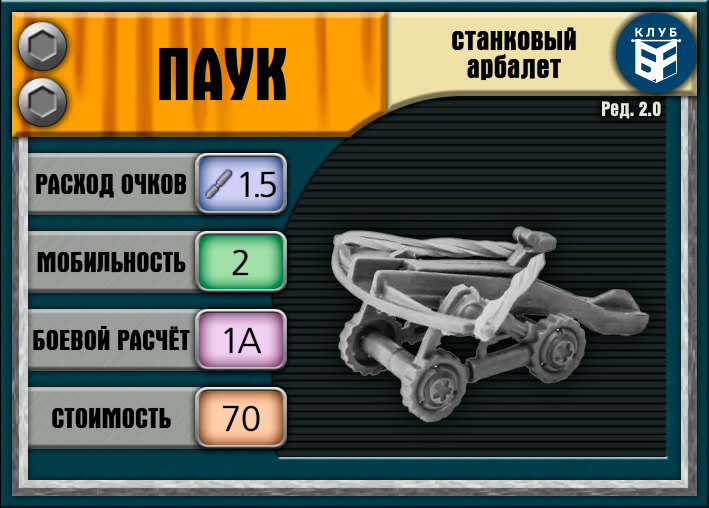 ПАУК
станковый
арбалет
КЛУБ
Ред. 2.0
РАСХОД ОЧКОВ 1.5
МОБИЛЬНОСТЬ 2
БОЕВОЙ РАСЧЁТ 1А
СТОИМОСТЬ 70